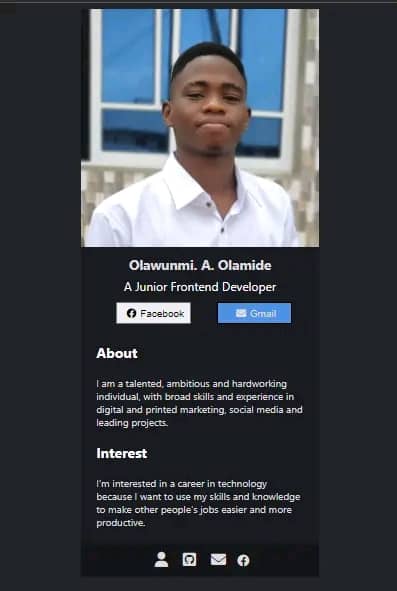 Olawunmi. A. Olamide
A Junior Frontend Developer
Facebook
Gmail
About
I am a talented, ambitious and hardworking
individual, with broad skills and experience in
digital and printed marketing, social media and
leading projects.
Interest
I'm interested in a career in technology
because I want to use my skills and knowledge
to make other people's jobs easier and more
productive.